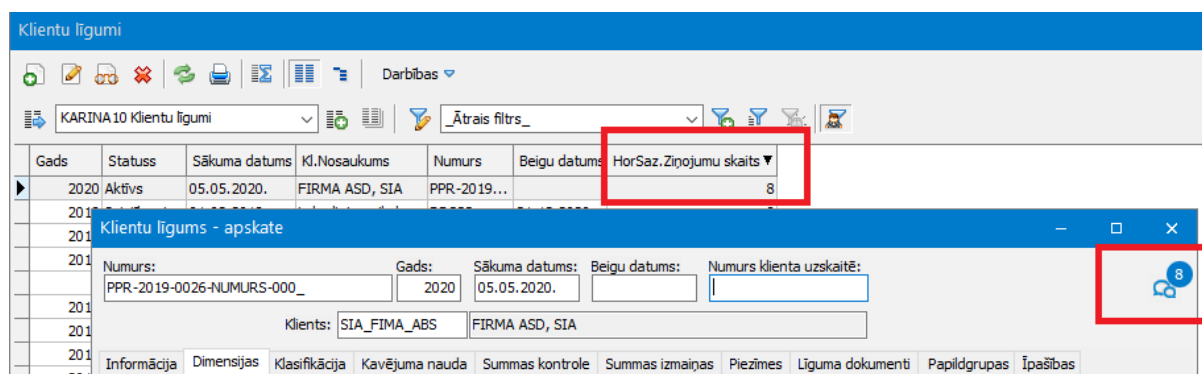 Klientu līgumi
Darbības
KARINA10 Klientu līgumi _Ātrais filtrs_
Gads Statuss Sākuma datums Kl.Nosaukums Numurs Beigu datums HorSaz.Ziņojumu skaits
2020 Aktīvs 05.05.2020. FIRMA ASD, SIA PPR-2019... 8
Klientu līgums - apskate
Numurs: Gads: Sākuma datums: Beigu datums: Numurs klienta uzskaitē:
PPR-2019-0026-NUMURS-000_ 2020 05.05.2020. 8
Klients: SIA_FIMA_ABS FIRMA ASD, SIA
Informācija Dimensijas Klasifikācija Kavējuma nauda Summas kontrole Summas izmaiņas Piezīmes Līguma dokumenti Papildgrupas Īpašības